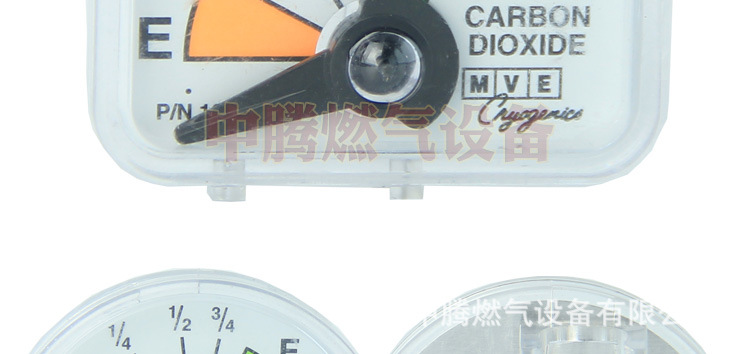 CARBON
E DIOXIDE
MVE
P/N
Cryogenics
中腾燃气设备
1/4 1/2 3/4 E
中腾燃气设备有限公